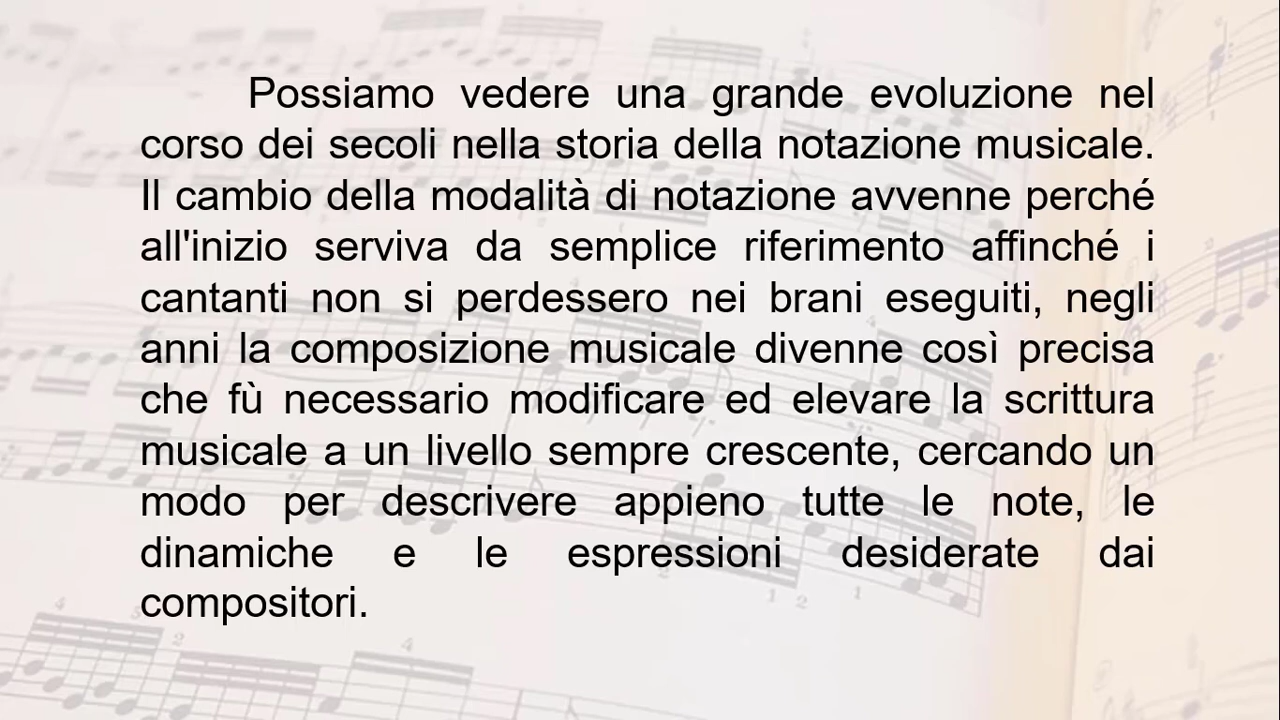 Possiamo vedere una grande evoluzione nel
corso dei secoli nella storia della notazione musicale.
Il cambio della modalità di notazione avvenne perché
all'inizio serviva da semplice riferimento affinché i
cantanti non si perdessero nei brani eseguiti, negli
anni la composizione musicale divenne così precisa
che fù necessario modificare ed elevare la scrittura
musicale a un livello sempre crescente, cercando un
modo per descrivere appieno tutte le note, le
dinamiche e le espressioni desiderate dai
compositori.